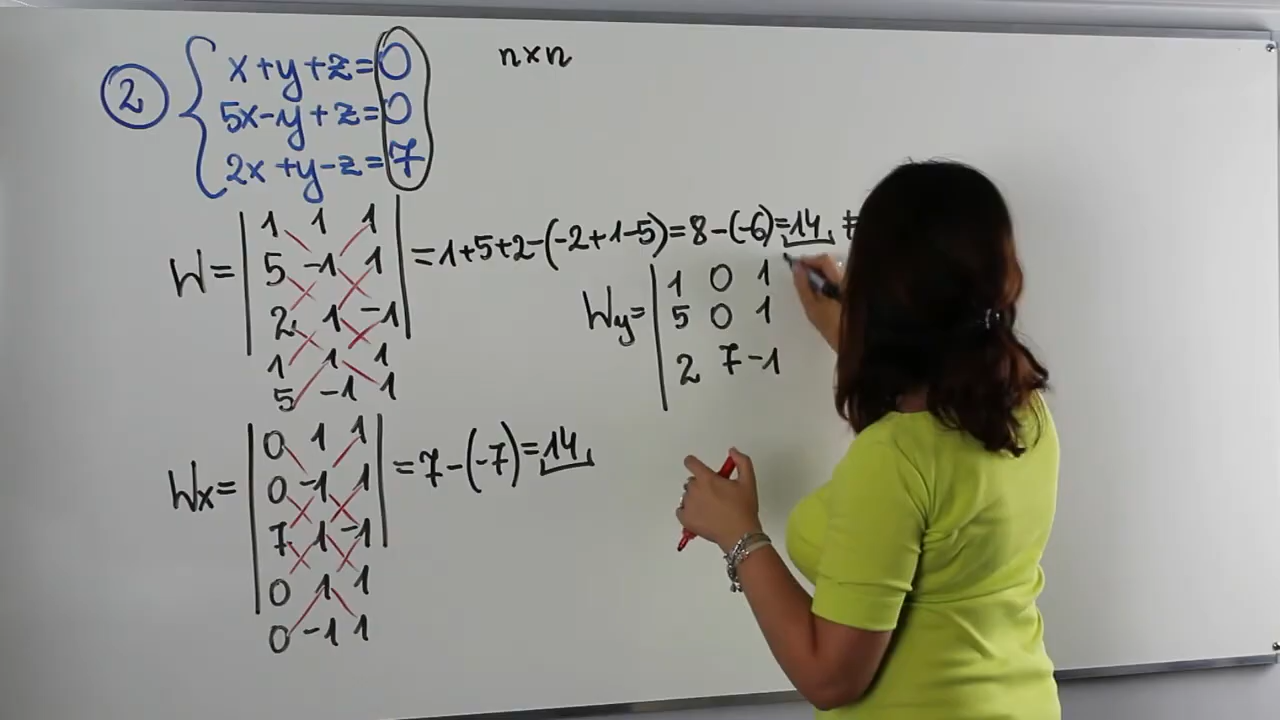 2
x+y+z=0
5x-y+z=0
2x+y-z=7
n×n
W= | 1 1 1 | =1+5+2-(-2+1-5)=8-(-6)=14 ≠
5 -1 1
2 1 -1
1 1 1
5 -1 1
Wx= | 0 1 1 | =7-(-7)=14
0 -1 1
7 1 -1
0 1 1
0 -1 1
Wy= | 1 0 1
5 0 1
2 7 -1